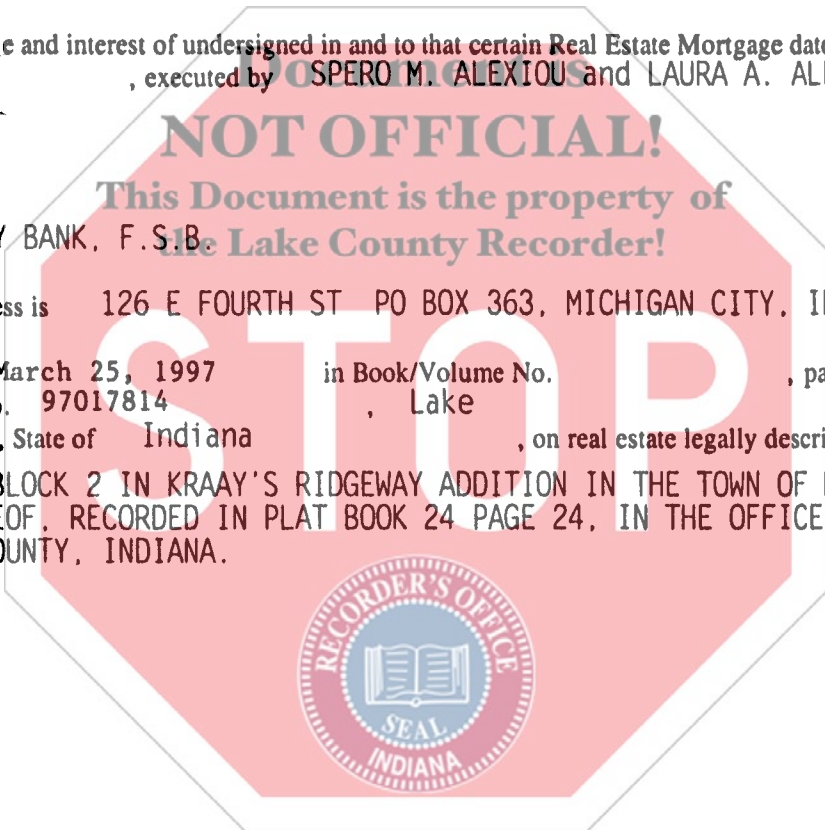 e and interest of undersigned in and to that certain Real Estate Mortgage date
, executed by SPERO M. ALEXIOU and LAURA A. AL
Document is
NOT OFFICIAL!
This Document is the property of
the Lake County Recorder!
Y BANK, F.S.B.
ess is 126 E FOURTH ST PO BOX 363, MICHIGAN CITY, I
March 25, 1997 in Book/Volume No. , pa
. 97017814 , Lake
, State of Indiana , on real estate legally descri
STOP
BLOCK 2 IN KRAAY'S RIDGEWAY ADDITION IN THE TOWN OF
EOF, RECORDED IN PLAT BOOK 24 PAGE 24, IN THE OFFICE
OUNTY, INDIANA.
RECORDER'S OFFICE
SEAL
INDIANA